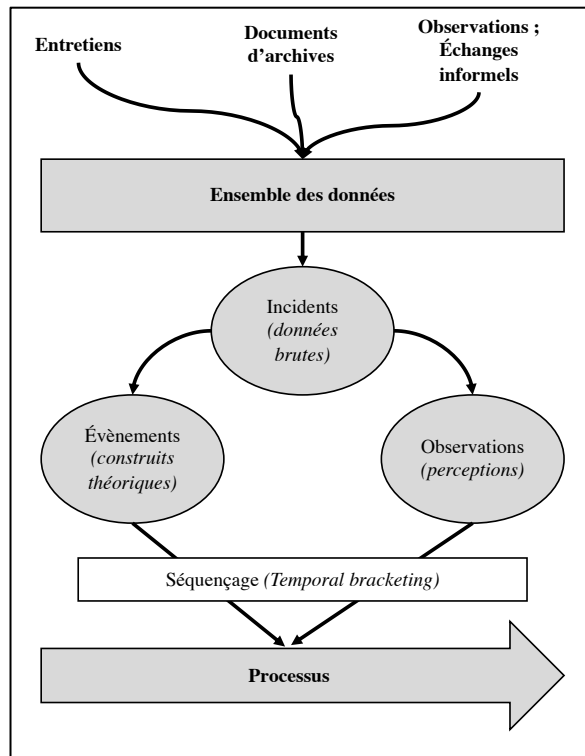 Entretiens
Documents
d’archives
Observations ;
Échanges
informels
Ensemble des données
Incidents
(données
brutes)
Évènements
(construits
théoriques)
Observations
(perceptions)
Séquençage (Temporal bracketing)
Processus